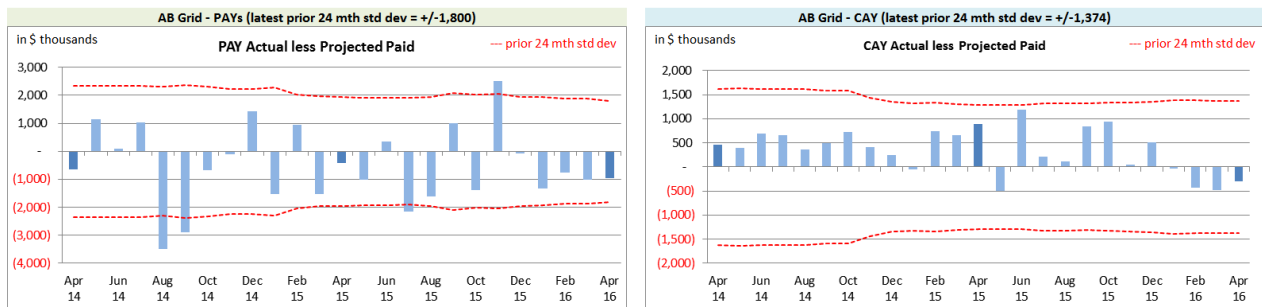 AB Grid - PAYs (latest prior 24 mth std dev = +/-1,800)
in $ thousands
PAY Actual less Projected Paid
--- prior 24 mth std dev
3,000
2,000
1,000
-
(1,000)
(2,000)
(3,000)
(4,000)
Apr Jun Aug Oct Dec Feb Apr Jun Aug Oct Dec Feb Apr
14 14 14 14 14 15 15 15 15 15 15 16 16
AB Grid - CAY (latest prior 24 mth std dev = +/-1,374)
in $ thousands
CAY Actual less Projected Paid
--- prior 24 mth std dev
2,000
1,500
1,000
500
-
(500)
(1,000)
(1,500)
(2,000)
Apr Jun Aug Oct Dec Feb Apr Jun Aug Oct Dec Feb Apr
14 14 14 14 14 15 15 15 15 15 15 16 16